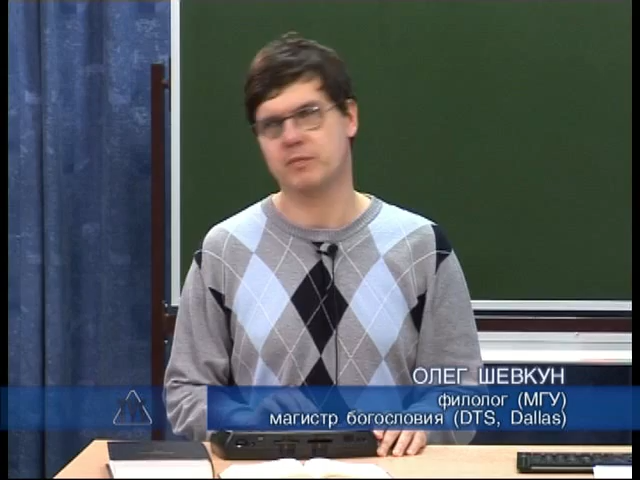 ОЛЕГ ШЕВКУН
филолог (МГУ)
магистр богословия (DTS, Dallas)